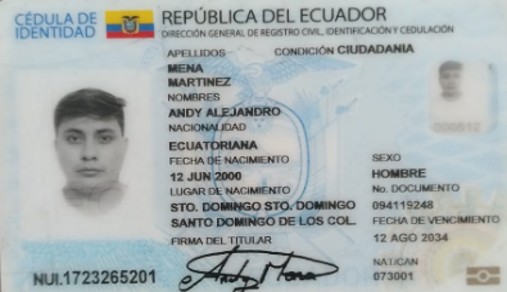 CÉDULA DE
IDENTIDAD
REPÚBLICA DEL ECUADOR
DIRECCIÓN GENERAL DE REGISTRO CIVIL, IDENTIFICACIÓN Y CEDULACIÓN
APELLIDOS
CONDICIÓN CIUDADANIA
MENA
MARTINEZ
NOMBRES
ANDY ALEJANDRO
NACIONALIDAD
ECUATORIANA
FECHA DE NACIMIENTO
12 JUN 2000
LUGAR DE NACIMIENTO
STO. DOMINGO STO. DOMINGO
SANTO DOMINGO DE LOS COL.
FIRMA DEL TITULAR
SEXO
HOMBRE
No. DOCUMENTO
094119248
FECHA DE VENCIMIENTO
12 AGO 2034
NAT/CAN
073001
NUI.1723265201
Andy Mena